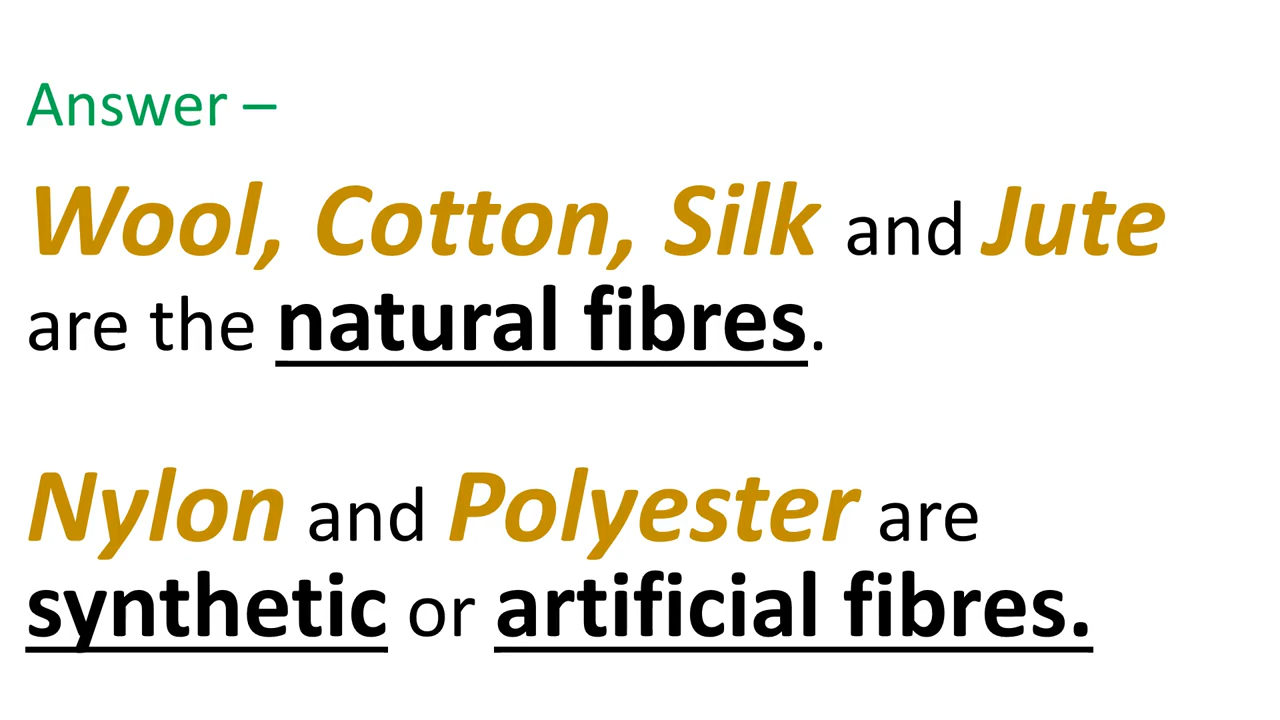 Answer –
Wool, Cotton, Silk and Jute
are the natural fibres.
Nylon and Polyester are
synthetic or artificial fibres.